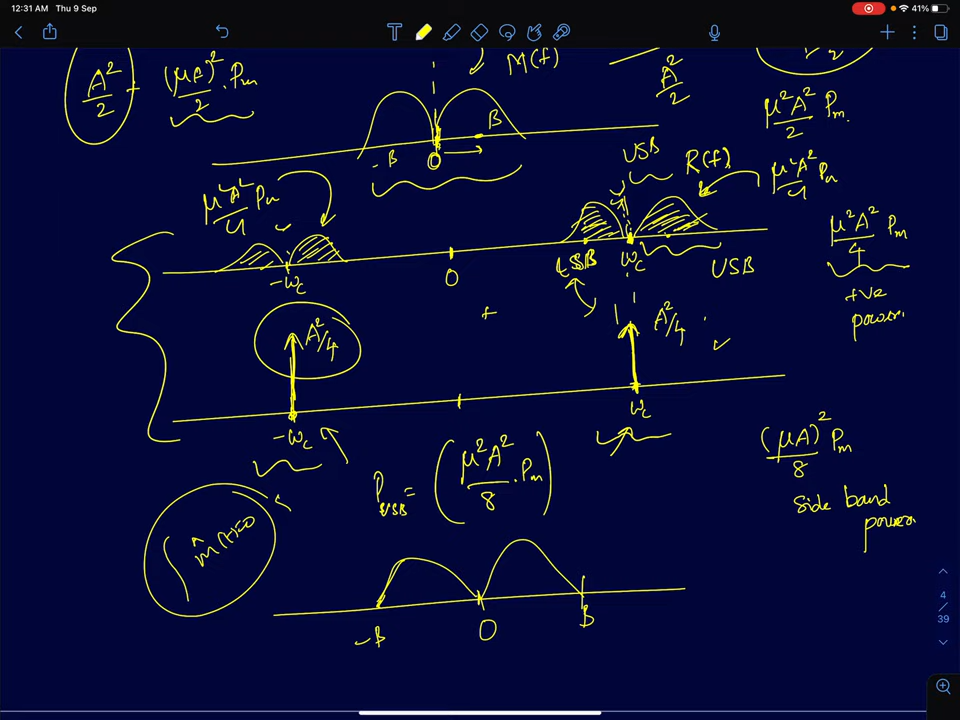 12:31 AM Thu 9 Sep
41%
A²/2 + (μA)²/2 · Pm
M(f)
A²/2
μ²A²/2 Pm
-B 0 B
USB
R(f)
μ²A²/4 Pm
μ²A²/4 Pm
μ²A²/4 Pm
+ve
power
-ωc 0 LSB ωc USB
+
A²/4
A²/4
-ωc ωc
(μA)²/8 Pm
side band
power
P_USB = (μ²A²/8 · Pm)
m̂(t)=0
-B 0 B
4
/
39